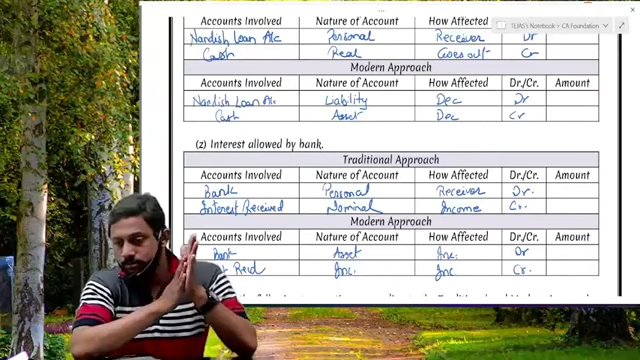 TEJAS's Notebook › CA Foundation
Accounts Involved Nature of Account How Affected Dr./Cr. Amount
Nandish Loan A/c Personal Receiver Dr
Cash Real Goes out Cr
Modern Approach
Accounts Involved Nature of Account How Affected Dr./Cr. Amount
Nandish Loan A/c Liability Dec Dr
Cash Asset Dec Cr
(2) Interest allowed by bank.
Traditional Approach
Accounts Involved Nature of Account How Affected Dr./Cr. Amount
Bank Personal Receiver Dr.
Interest Received Nominal Income Cr.
Modern Approach
Accounts Involved Nature of Account How Affected Dr./Cr. Amount
Bank Asset Inc. Dr
Inc. Inc Cr.